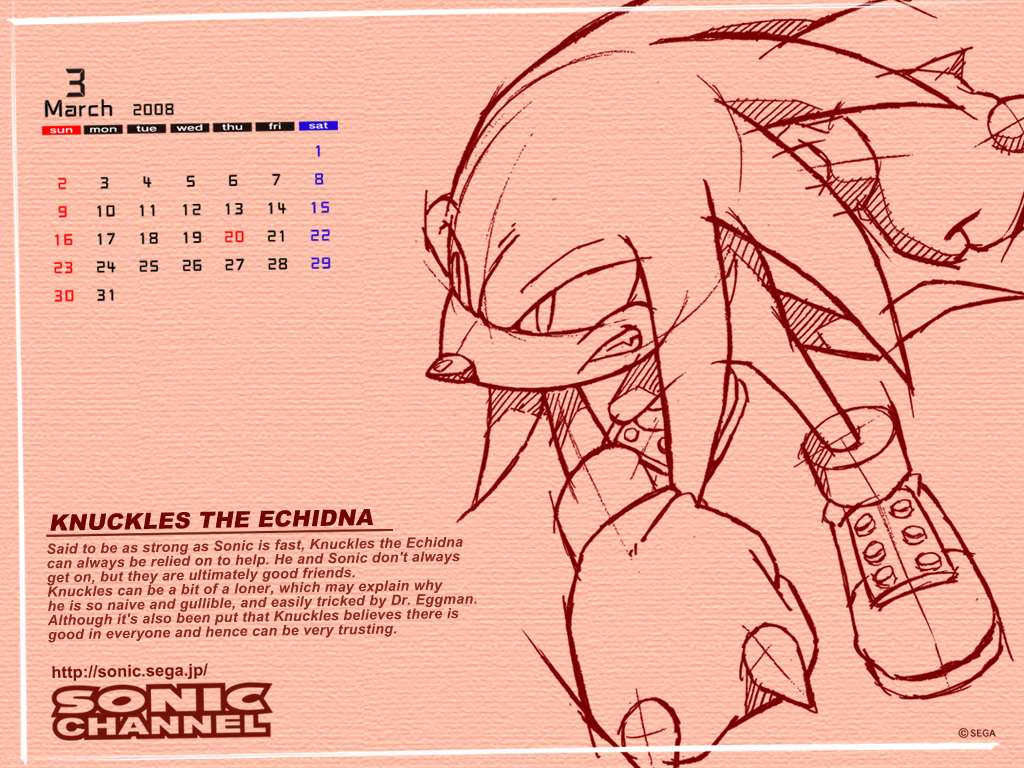 3
March 2008
sun mon tue wed thu fri sat
1
2 3 4 5 6 7 8
9 10 11 12 13 14 15
16 17 18 19 20 21 22
23 24 25 26 27 28 29
30 31
KNUCKLES THE ECHIDNA
Said to be as strong as Sonic is fast, Knuckles the Echidna
can always be relied on to help. He and Sonic don't always
get on, but they are ultimately good friends.
Knuckles can be a bit of a loner, which may explain why
he is so naive and gullible, and easily tricked by Dr. Eggman.
Although it's also been put that Knuckles believes there is
good in everyone and hence can be very trusting.
http://sonic.sega.jp/
SONIC
CHANNEL
©SEGA